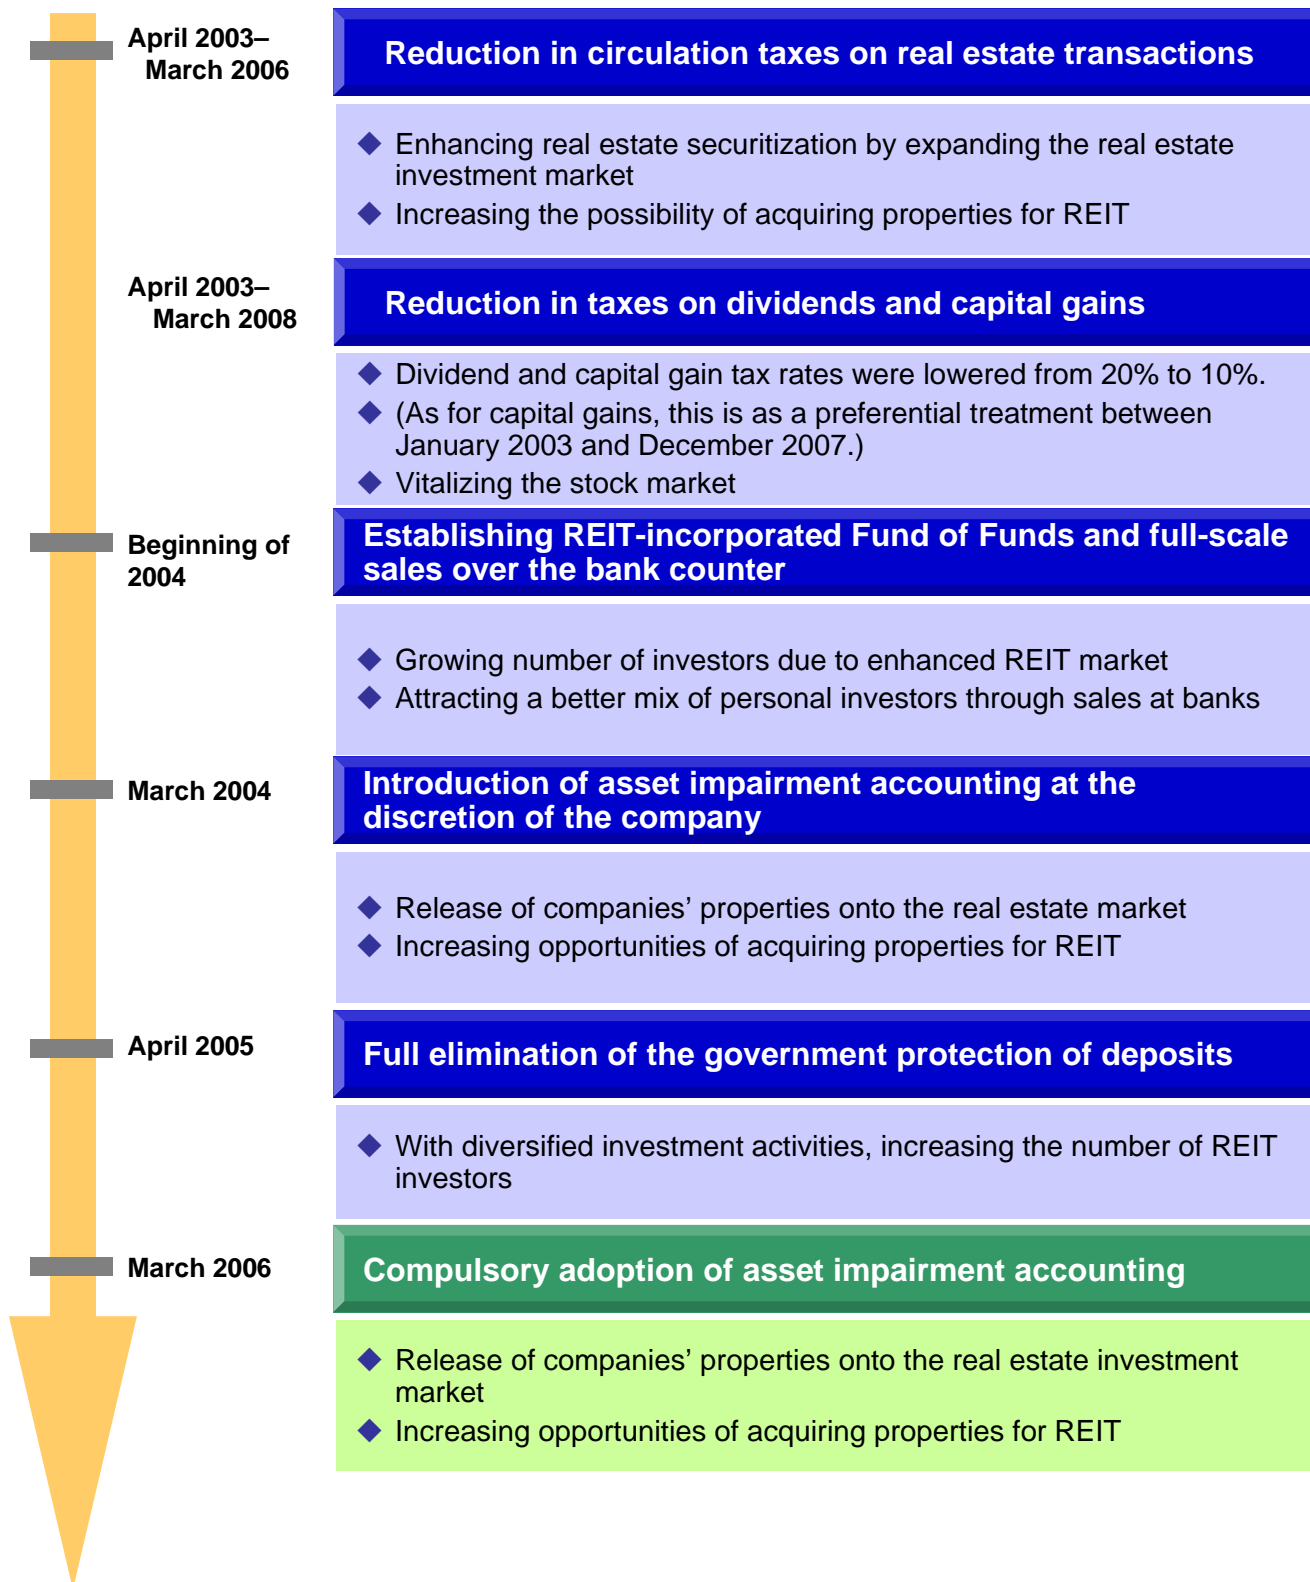 April 2003–
March 2006
Reduction in circulation taxes on real estate transactions
◆ Enhancing real estate securitization by expanding the real estate
investment market
◆ Increasing the possibility of acquiring properties for REIT
April 2003–
March 2008
Reduction in taxes on dividends and capital gains
◆ Dividend and capital gain tax rates were lowered from 20% to 10%.
◆ (As for capital gains, this is as a preferential treatment between
January 2003 and December 2007.)
◆ Vitalizing the stock market
Beginning of
2004
Establishing REIT-incorporated Fund of Funds and full-scale
sales over the bank counter
◆ Growing number of investors due to enhanced REIT market
◆ Attracting a better mix of personal investors through sales at banks
March 2004
Introduction of asset impairment accounting at the
discretion of the company
◆ Release of companies’ properties onto the real estate market
◆ Increasing opportunities of acquiring properties for REIT
April 2005
Full elimination of the government protection of deposits
◆ With diversified investment activities, increasing the number of REIT
investors
March 2006
Compulsory adoption of asset impairment accounting
◆ Release of companies’ properties onto the real estate investment
market
◆ Increasing opportunities of acquiring properties for REIT